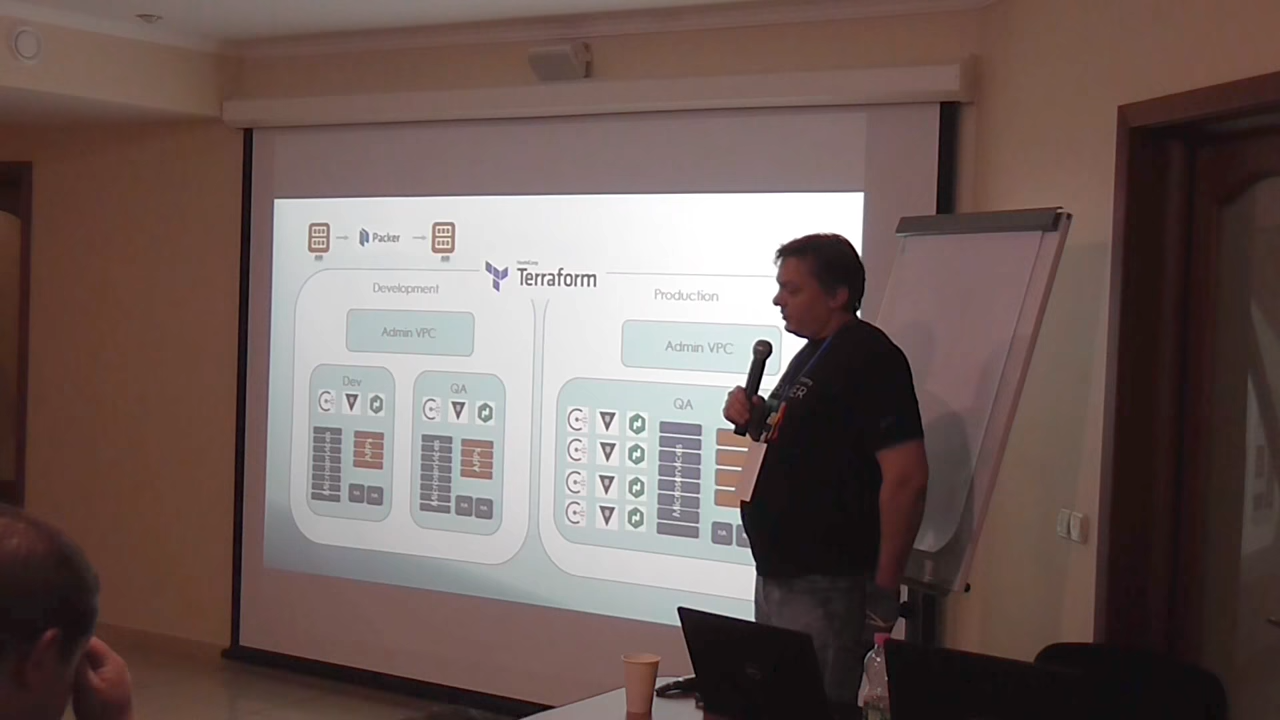 Packer
HashiCorp
Terraform
Development
Production
Admin VPC
Admin VPC
Dev
QA
QA
Microservices
APPs
Microservices
APPs
Microservices